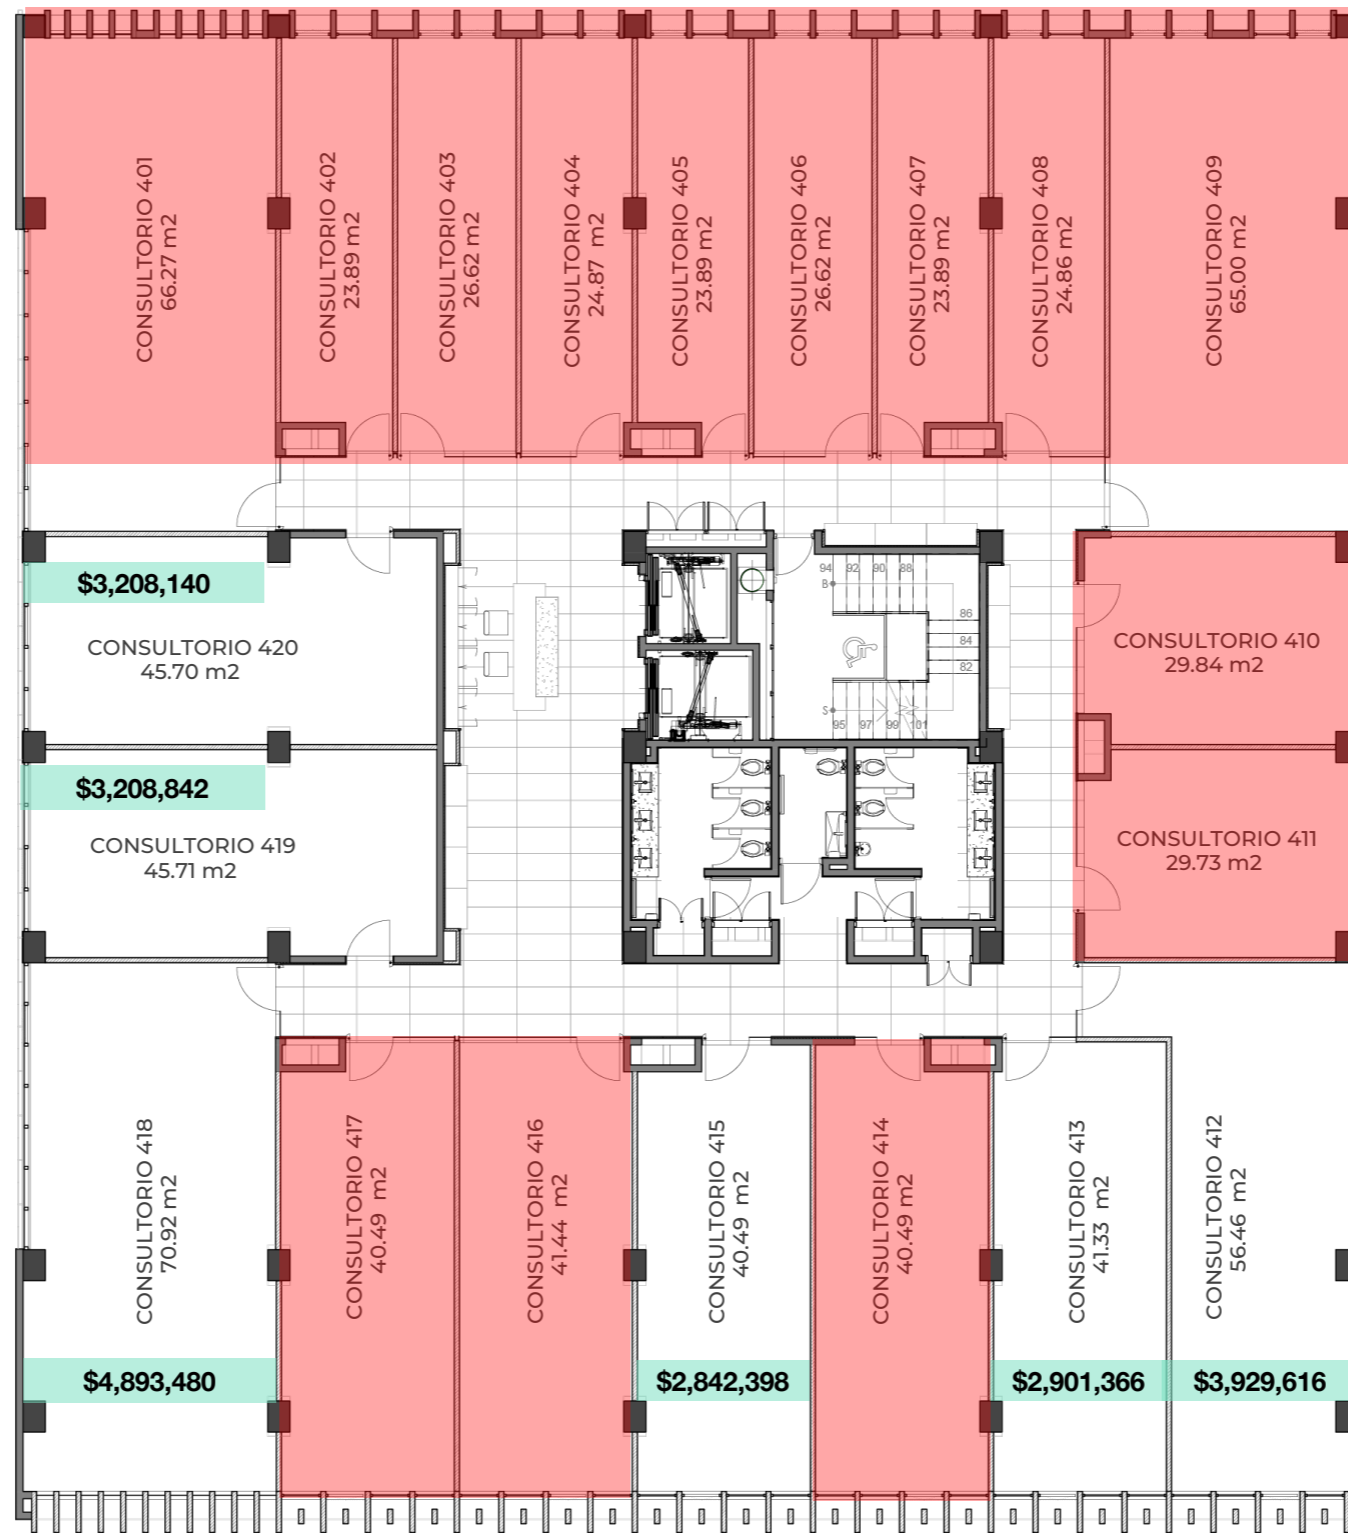 CONSULTORIO 401
66.27 m2
CONSULTORIO 402
23.89 m2
CONSULTORIO 403
26.62 m2
CONSULTORIO 404
24.87 m2
CONSULTORIO 405
23.89 m2
CONSULTORIO 406
26.62 m2
CONSULTORIO 407
23.89 m2
CONSULTORIO 408
24.86 m2
CONSULTORIO 409
65.00 m2
$3,208,140
CONSULTORIO 420
45.70 m2
94 92 90 88
B
86
84
82
S
95 97 99 101
CONSULTORIO 410
29.84 m2
$3,208,842
CONSULTORIO 419
45.71 m2
CONSULTORIO 411
29.73 m2
CONSULTORIO 418
70.92 m2
CONSULTORIO 417
40.49 m2
CONSULTORIO 416
41.44 m2
CONSULTORIO 415
40.49 m2
CONSULTORIO 414
40.49 m2
CONSULTORIO 413
41.33 m2
CONSULTORIO 412
56.46 m2
$4,893,480
$2,842,398
$2,901,366
$3,929,616